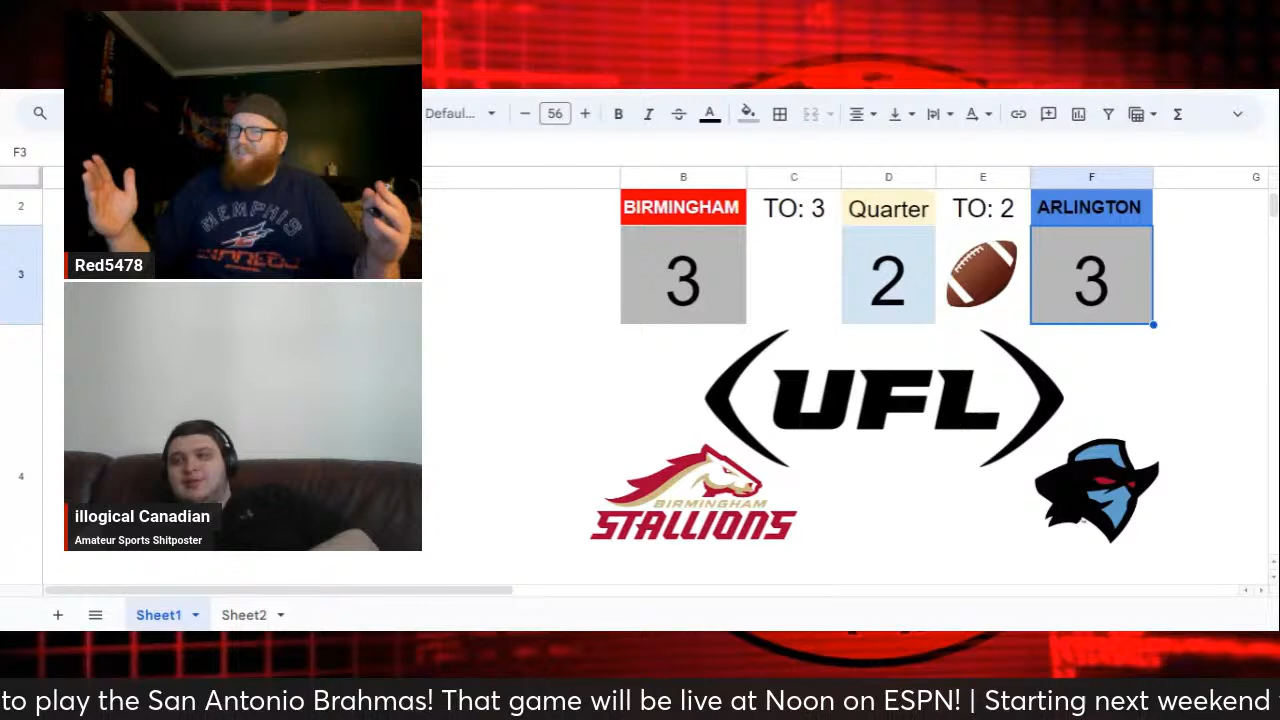 Defaul...
56
B
I
S
A
A
Σ
F3
B
C
D
E
F
G
2
BIRMINGHAM
TO: 3
Quarter
TO: 2
ARLINGTON
3
3
2
3
UFL
BIRMINGHAM
STALLIONS
4
MEMPHIS
Red5478
illogical Canadian
Amateur Sports Shitposter
Sheet1
Sheet2
to play the San Antonio Brahmas! That game will be live at Noon on ESPN! | Starting next weekend